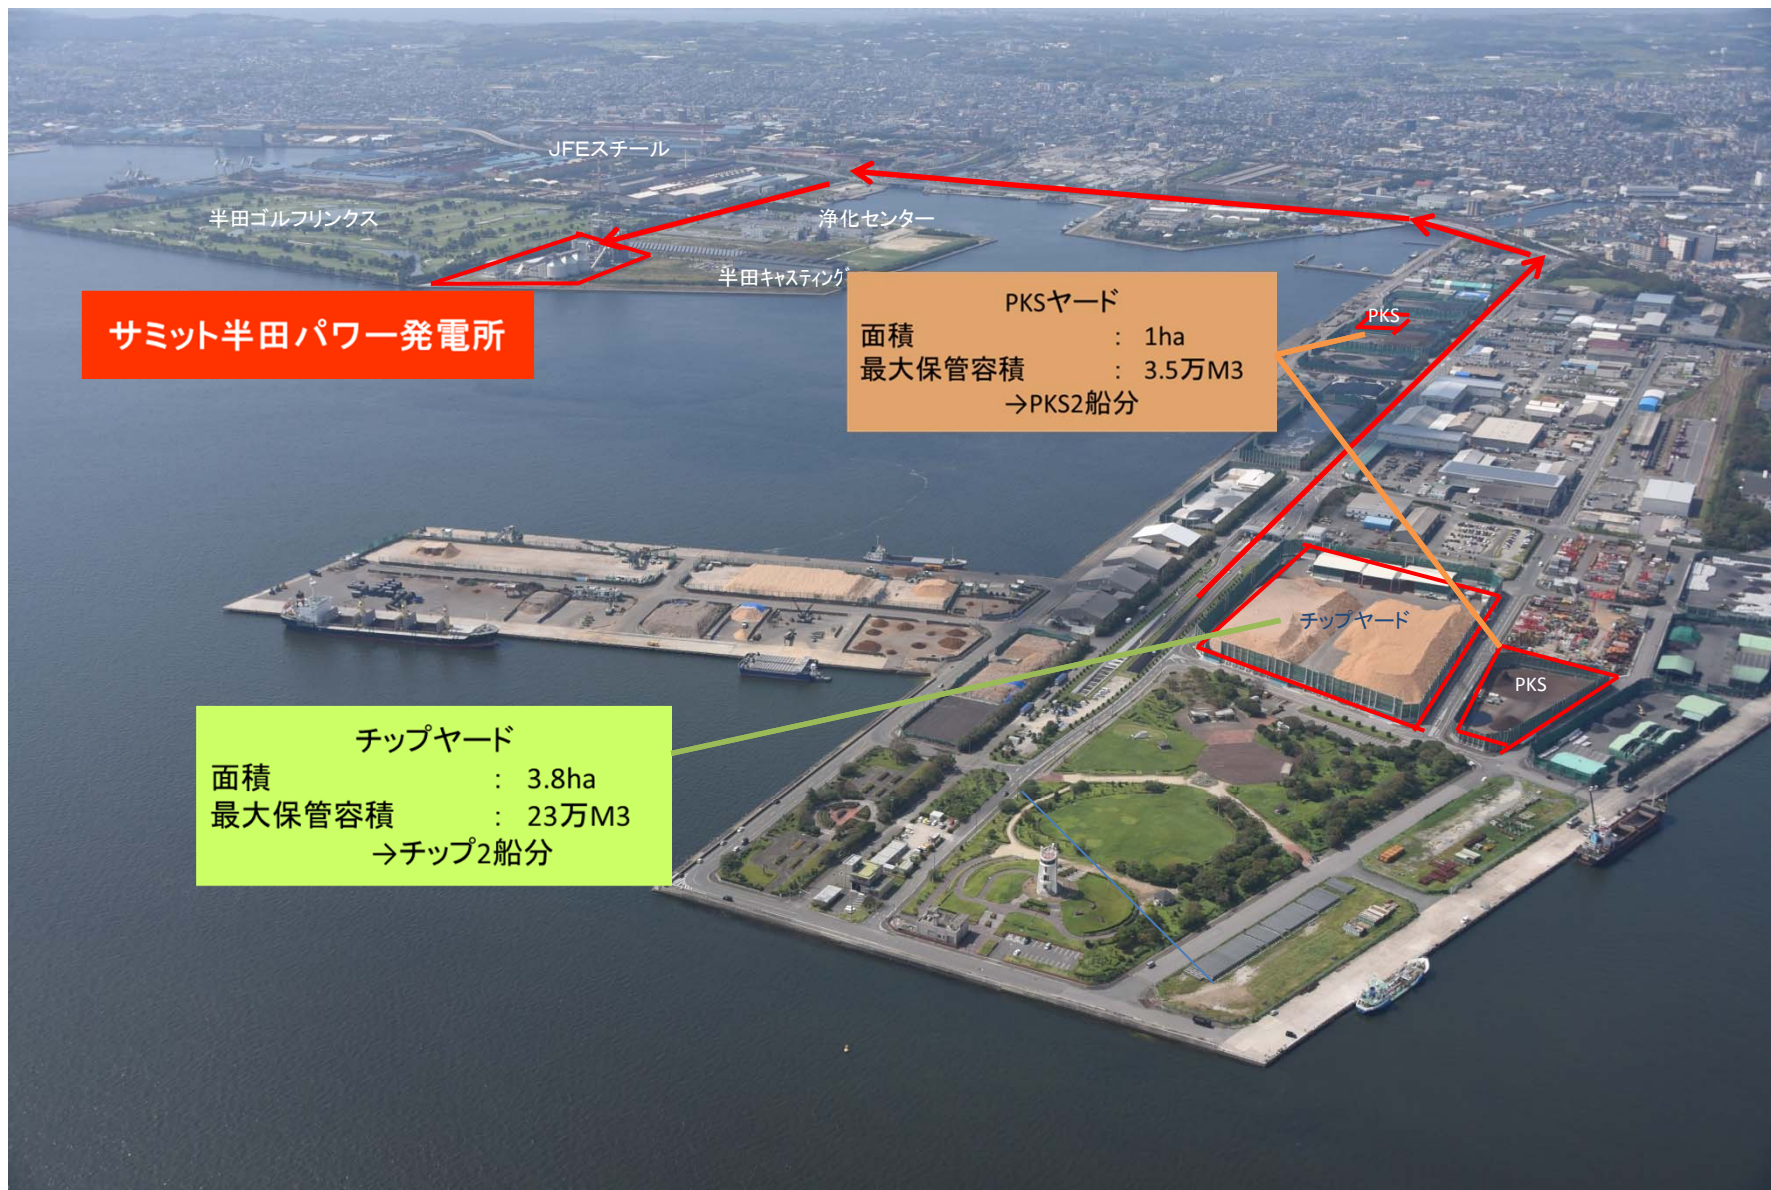 JFEスチール
半田ゴルフリンクス
浄化センター
半田キャスティング
サミット半田パワー発電所
PKSヤード
面積 : 1ha
最大保管容積 : 3.5万M3
→PKS2船分
PKS
チップヤード
PKS
チップヤード
面積 : 3.8ha
最大保管容積 : 23万M3
→チップ2船分